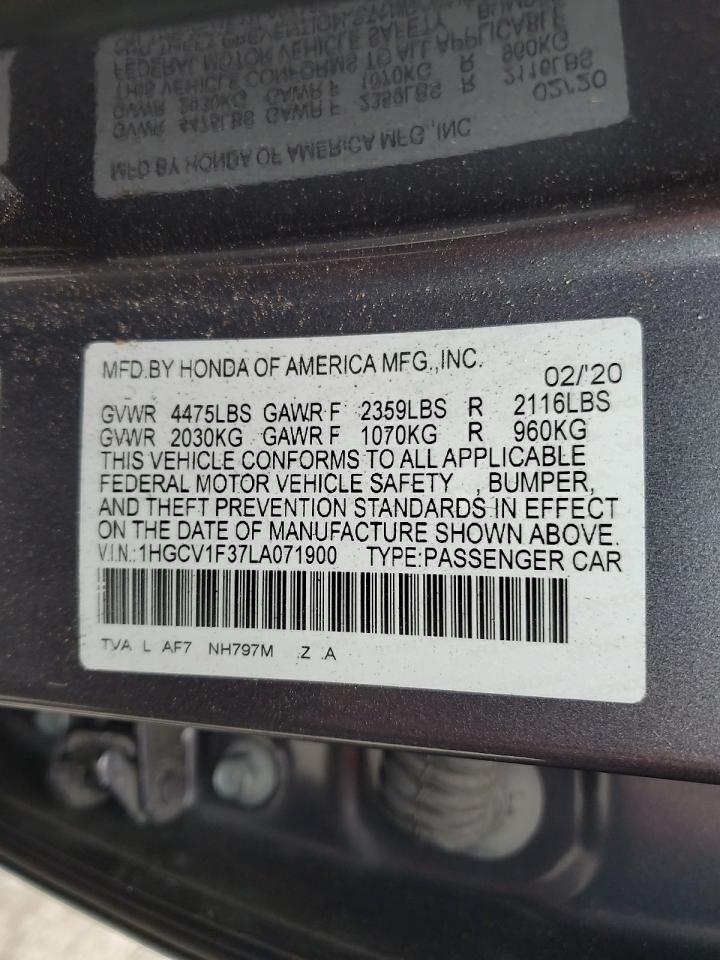 MFD.BY HONDA OF AMERICA MFG.,INC. 02/'20
GVWR 4475LBS GAWR F 2359LBS R 2116LBS
GVWR 2030KG GAWR F 1070KG R 960KG
THIS VEHICLE CONFORMS TO ALL APPLICABLE
FEDERAL MOTOR VEHICLE SAFETY , BUMPER,
AND THEFT PREVENTION STANDARDS IN EFFECT
ON THE DATE OF MANUFACTURE SHOWN ABOVE.
V.I.N.:1HGCV1F37LA071900 TYPE:PASSENGER CAR
TVA L AF7 NH797M .Z .A